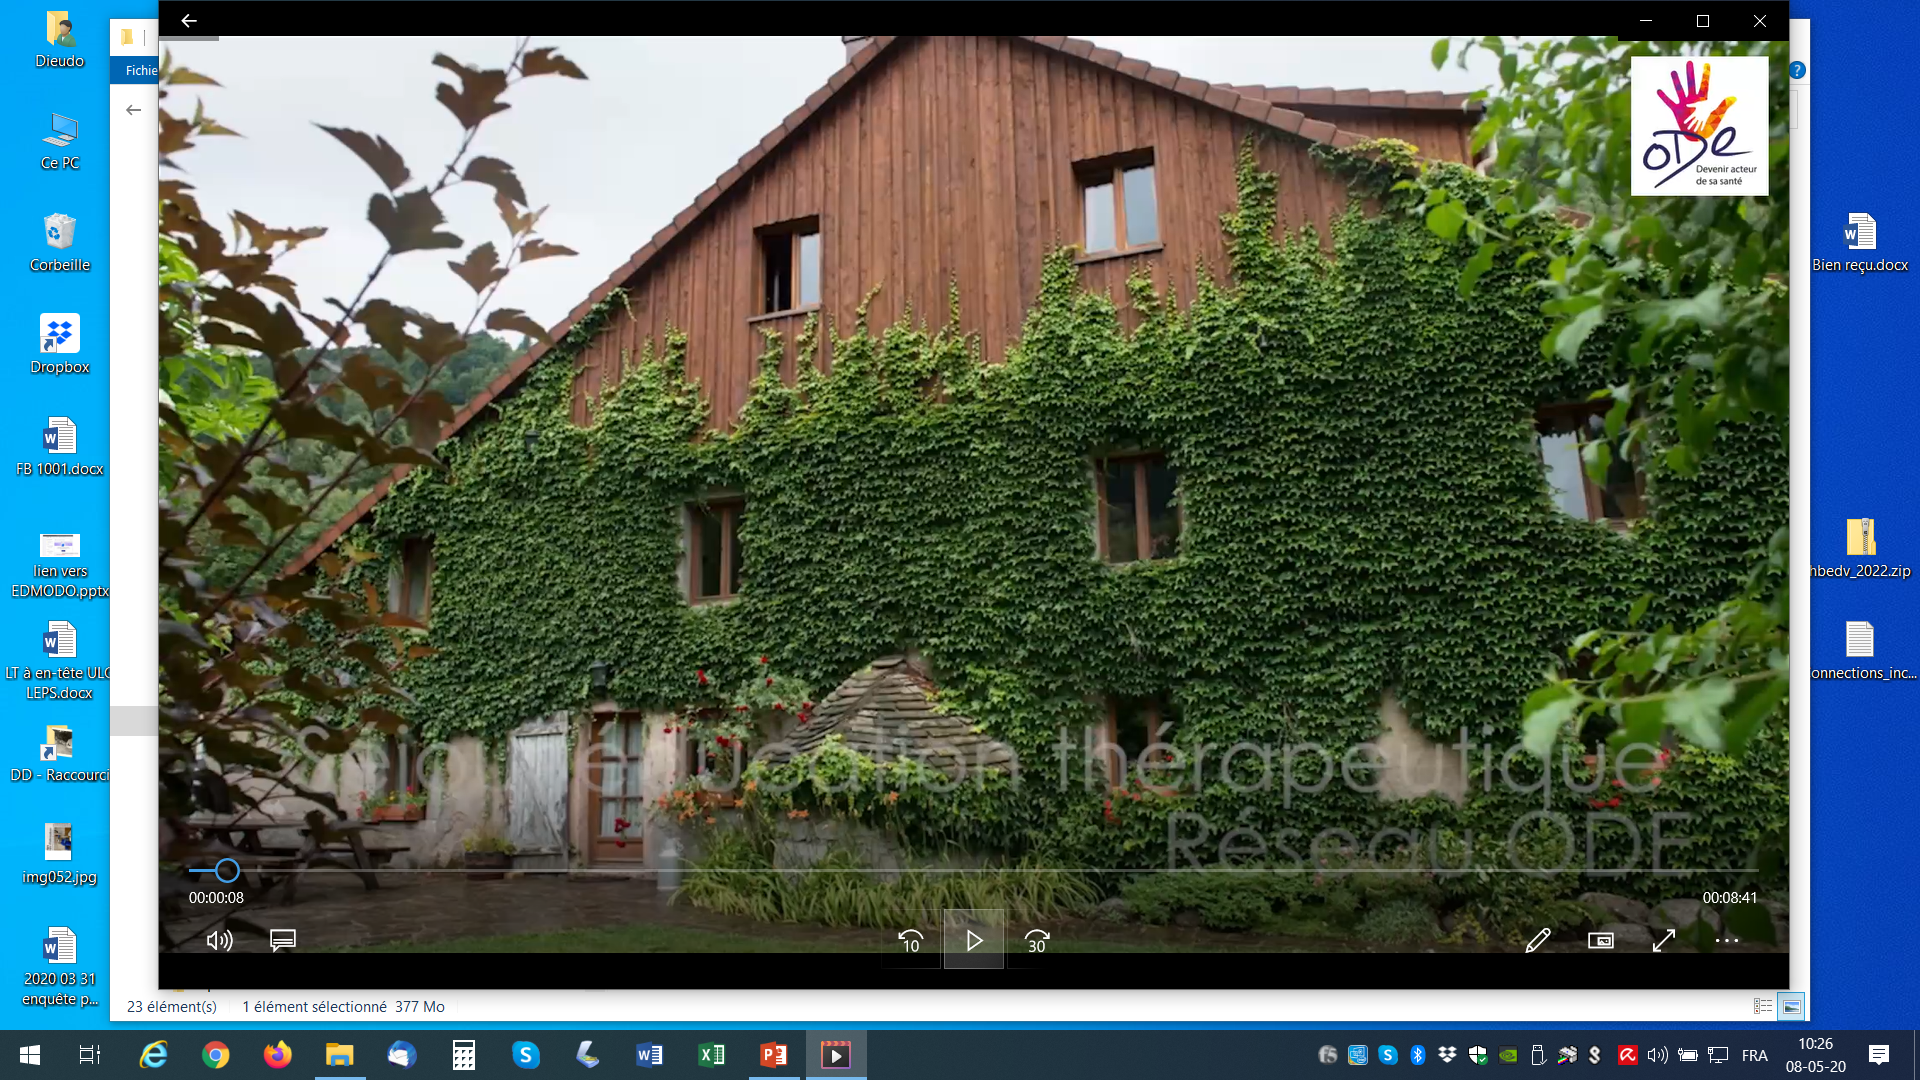 Dieudo
Ce PC
Corbeille
Dropbox
FB 1001.docx
lien vers
EDMODO.pptx
LT à en-tête UL
LEPS.docx
DD - Raccourci
img052.jpg
2020 03 31
enquête p...
Fichie
ODE
Devenir acteur
de sa santé
?
éducation thérapeutique
Réseau ODE
00:00:08
00:08:41
10
30
23 élément(s)
1 élément sélectionné 377 Mo
Bien reçu.docx
hbedv_2022.zip
onnections_inc...
FRA
10:26
08-05-20